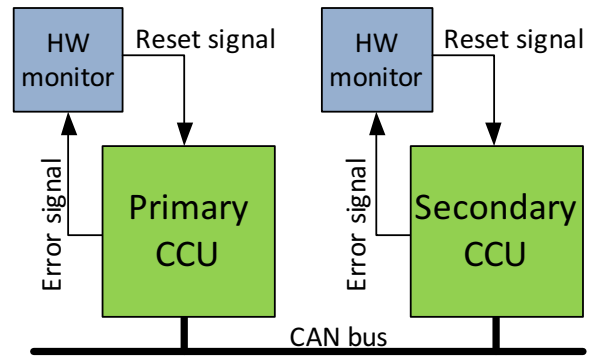 HW
monitor
Reset signal
Error signal
Primary
CCU
HW
monitor
Reset signal
Error signal
Secondary
CCU
CAN bus